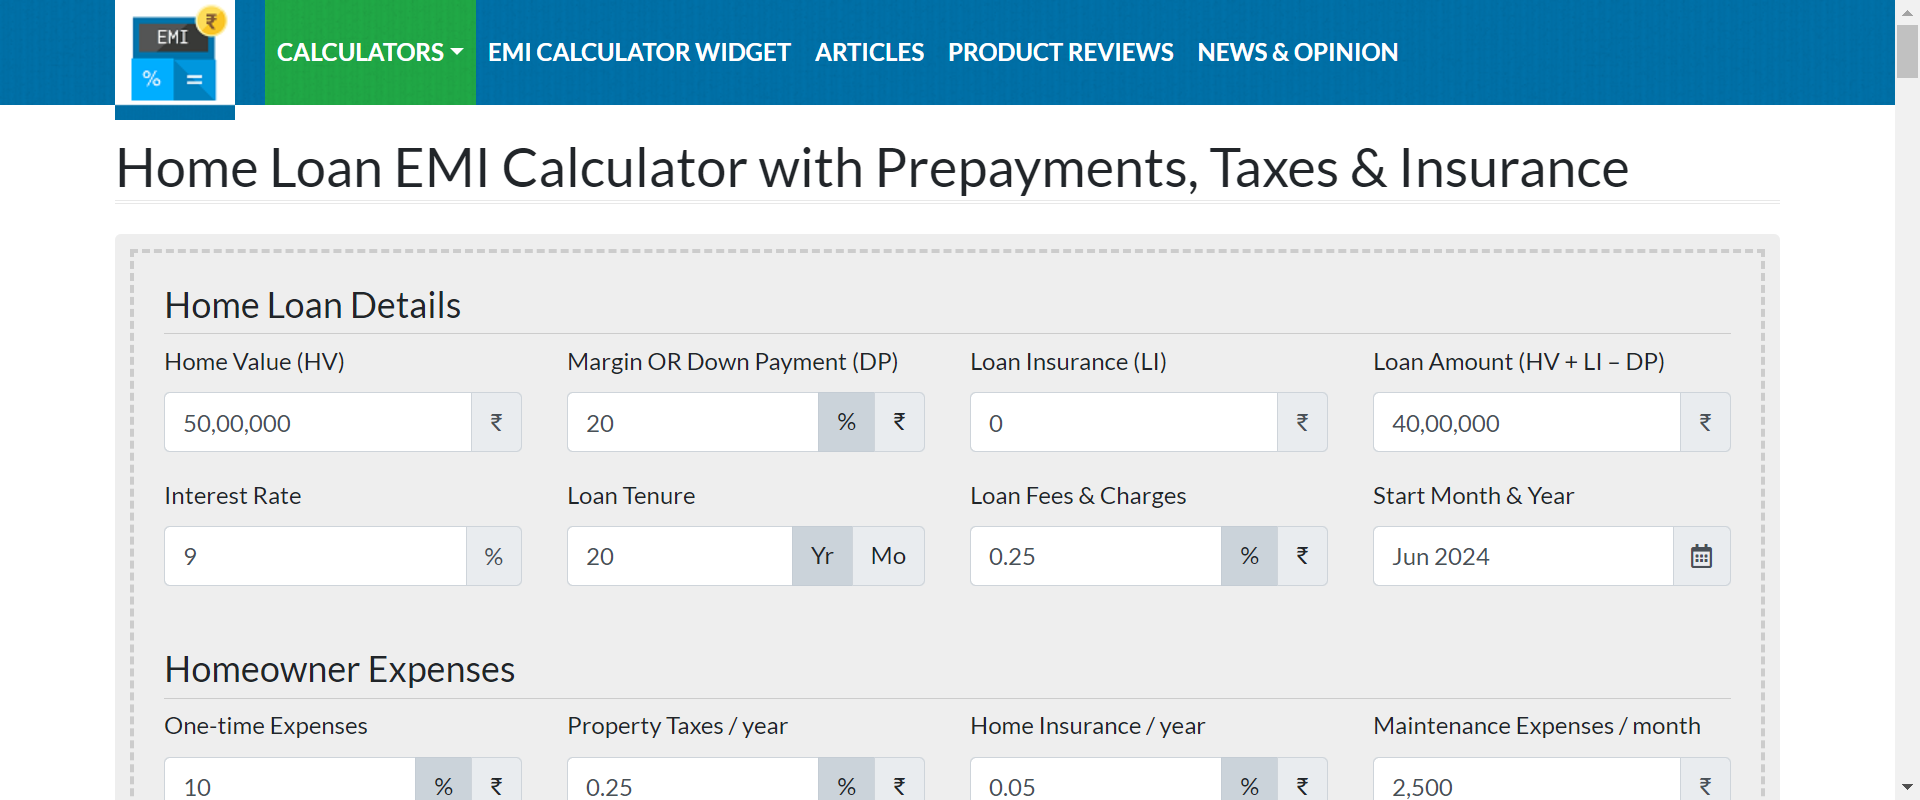 EMI ₹
% =
CALCULATORS EMI CALCULATOR WIDGET ARTICLES PRODUCT REVIEWS NEWS & OPINION
Home Loan EMI Calculator with Prepayments, Taxes & Insurance
Home Loan Details
Home Value (HV) Margin OR Down Payment (DP) Loan Insurance (LI) Loan Amount (HV + LI – DP)
50,00,000 ₹ 20 % ₹ 0 ₹ 40,00,000 ₹
Interest Rate Loan Tenure Loan Fees & Charges Start Month & Year
9 % 20 Yr Mo 0.25 % ₹ Jun 2024
Homeowner Expenses
One-time Expenses Property Taxes / year Home Insurance / year Maintenance Expenses / month
10 % ₹ 0.25 % ₹ 0.05 % ₹ 2,500 ₹